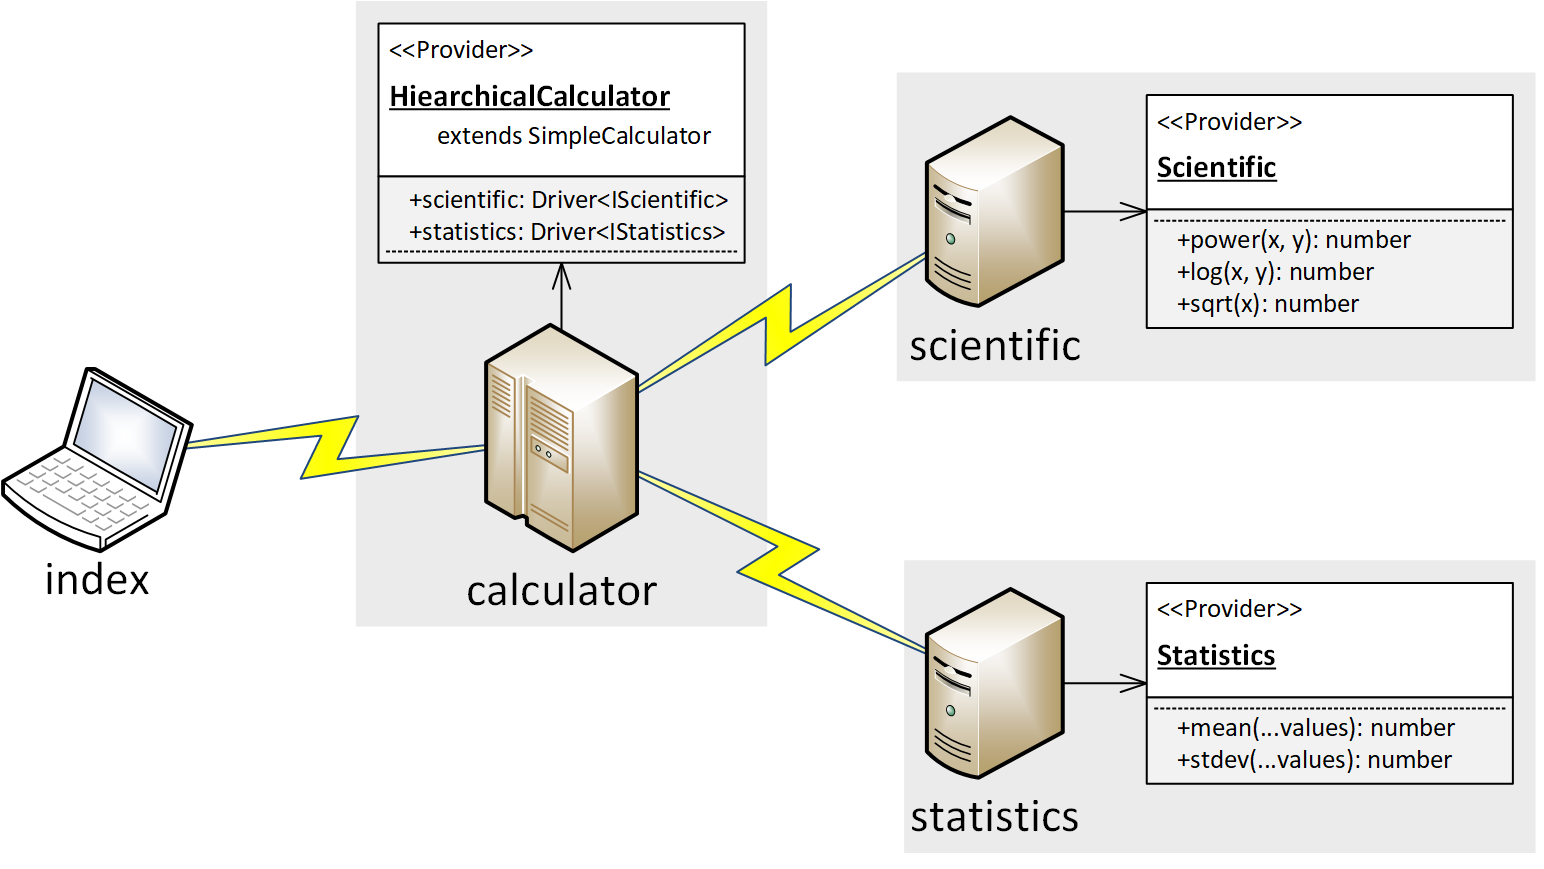 <<Provider>>
HiearchicalCalculator
extends SimpleCalculator
+scientific: Driver<IScientific>
+statistics: Driver<IStatistics>
index
calculator
scientific
<<Provider>>
Scientific
+power(x, y): number
+log(x, y): number
+sqrt(x): number
statistics
<<Provider>>
Statistics
+mean(...values): number
+stdev(...values): number